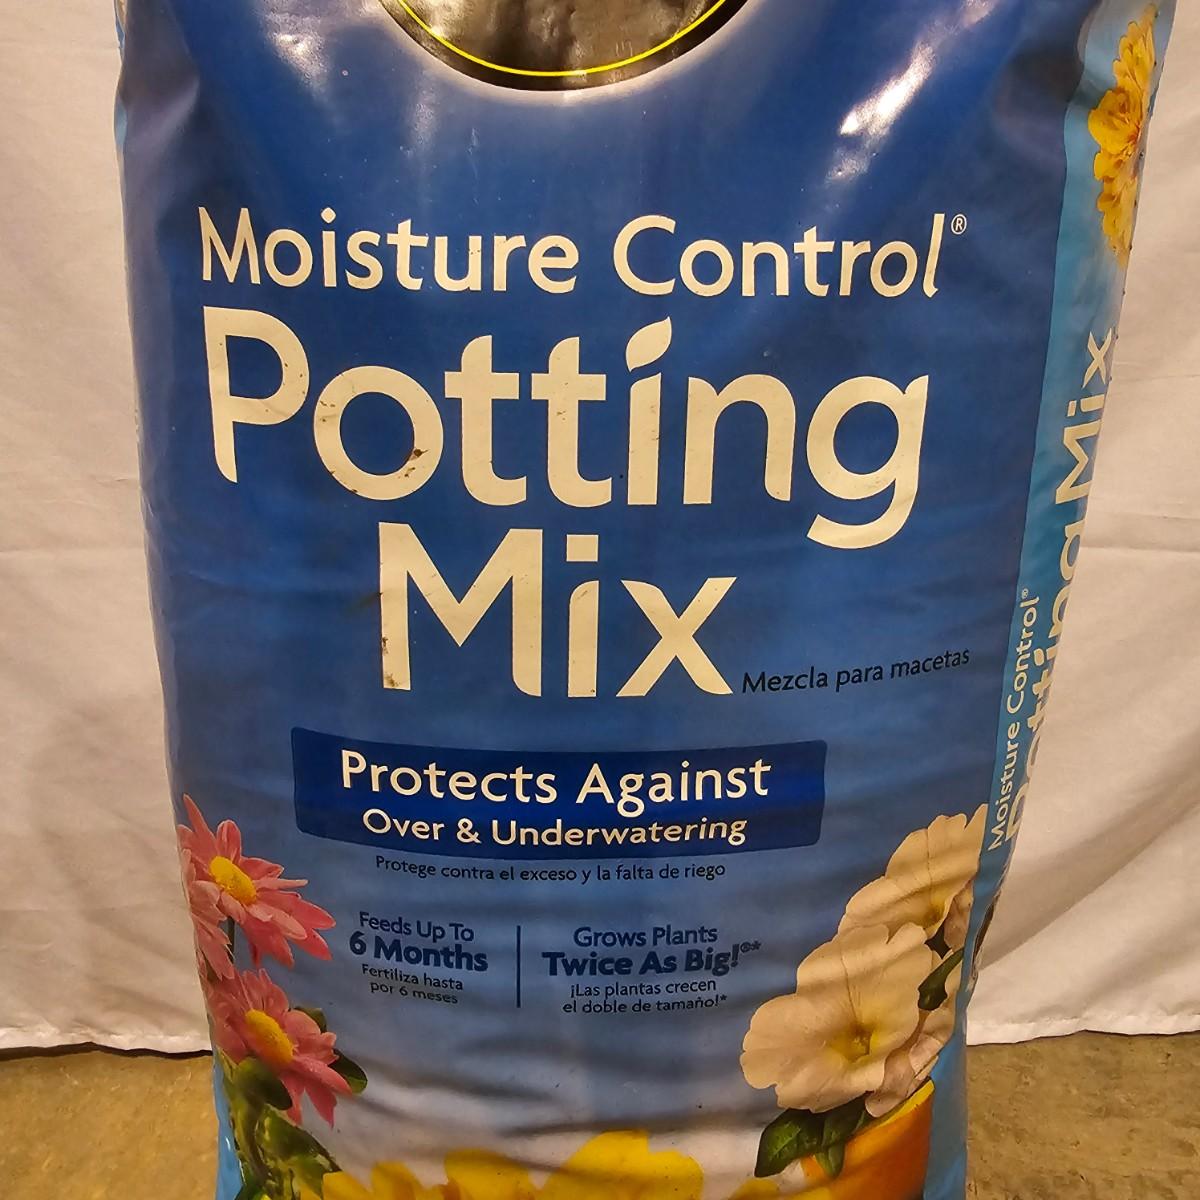 Moisture Control®
Potting
Mix
Mezcla para macetas
Protects Against
Over & Underwatering
Protege contra el exceso y la falta de riego
Feeds Up To
6 Months
Fertiliza hasta
por 6 meses
Grows Plants
Twice As Big!®*
¡Las plantas crecen
el doble de tamaño!*
Moisture Control®
Potting Mix